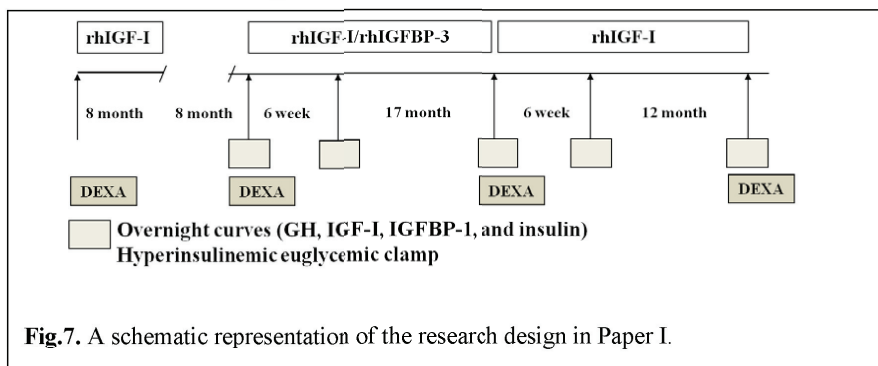 rhIGF-I rhIGF-I/rhIGFBP-3 rhIGF-I
8 month 8 month 6 week 17 month 6 week 12 month
DEXA DEXA DEXA DEXA
Overnight curves (GH, IGF-I, IGFBP-1, and insulin)
Hyperinsulinemic euglycemic clamp
Fig.7. A schematic representation of the research design in Paper I.